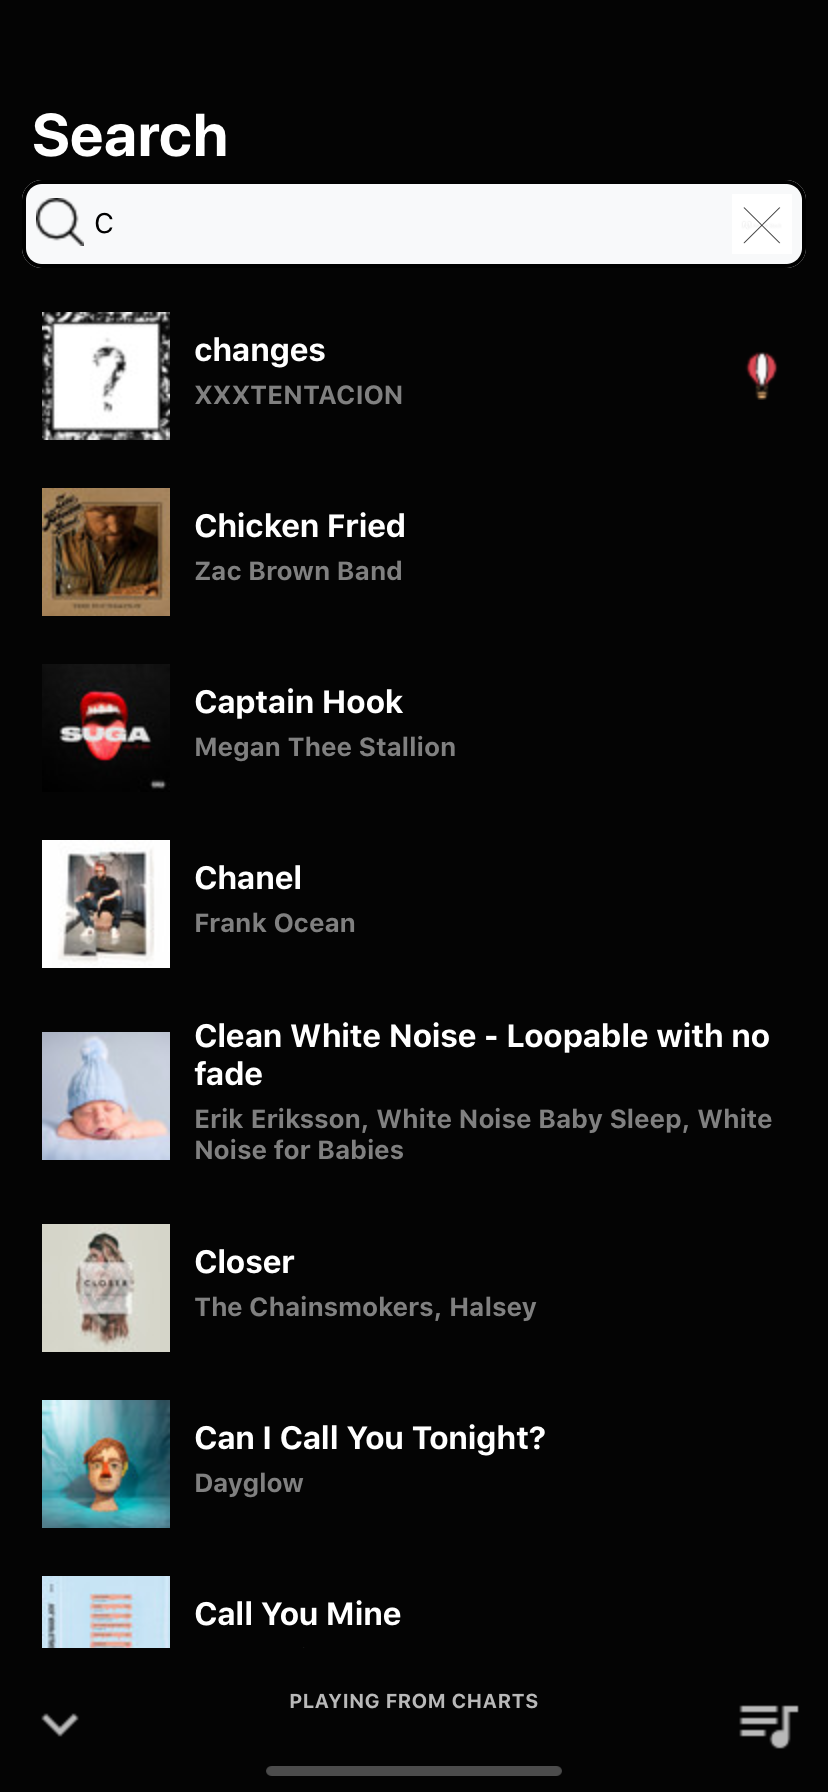 Search
C
changes
XXXTENTACION
Chicken Fried
Zac Brown Band
SUGA
Captain Hook
Megan Thee Stallion
Chanel
Frank Ocean
Clean White Noise - Loopable with no
fade
Erik Eriksson, White Noise Baby Sleep, White
Noise for Babies
CLOSER
Closer
The Chainsmokers, Halsey
Can I Call You Tonight?
Dayglow
Call You Mine
PLAYING FROM CHARTS